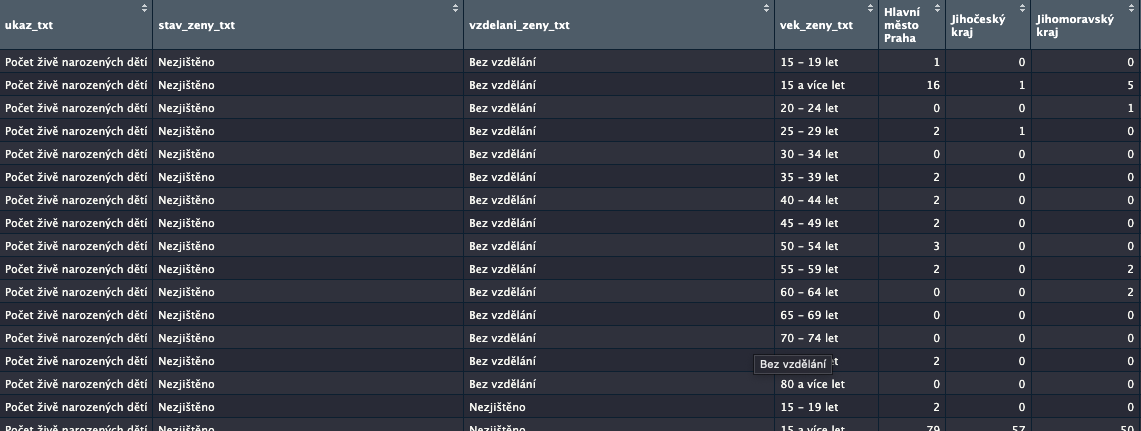 ukaz_txt stav_zeny_txt vzdelani_zeny_txt vek_zeny_txt Hlavní město Praha Jihočeský kraj Jihomoravský kraj
Počet živě narozených dětí Nezjištěno Bez vzdělání 15 – 19 let 1 0 0
Počet živě narozených dětí Nezjištěno Bez vzdělání 15 a více let 16 1 5
Počet živě narozených dětí Nezjištěno Bez vzdělání 20 – 24 let 0 0 1
Počet živě narozených dětí Nezjištěno Bez vzdělání 25 – 29 let 2 1 0
Počet živě narozených dětí Nezjištěno Bez vzdělání 30 – 34 let 0 0 0
Počet živě narozených dětí Nezjištěno Bez vzdělání 35 – 39 let 2 0 0
Počet živě narozených dětí Nezjištěno Bez vzdělání 40 – 44 let 2 0 0
Počet živě narozených dětí Nezjištěno Bez vzdělání 45 – 49 let 2 0 0
Počet živě narozených dětí Nezjištěno Bez vzdělání 50 – 54 let 3 0 0
Počet živě narozených dětí Nezjištěno Bez vzdělání 55 – 59 let 2 0 2
Počet živě narozených dětí Nezjištěno Bez vzdělání 60 – 64 let 0 0 2
Počet živě narozených dětí Nezjištěno Bez vzdělání 65 – 69 let 0 0 0
Počet živě narozených dětí Nezjištěno Bez vzdělání 70 – 74 let 0 0 0
Počet živě narozených dětí Nezjištěno Bez vzdělání 2 0 0
Bez vzdělání
Počet živě narozených dětí Nezjištěno Bez vzdělání 80 a více let 0 0 0
Počet živě narozených dětí Nezjištěno Nezjištěno 15 – 19 let 2 0 0
Počet živě narozených dětí Nezjištěno Nezjištěno 15 a více let 79 57 50